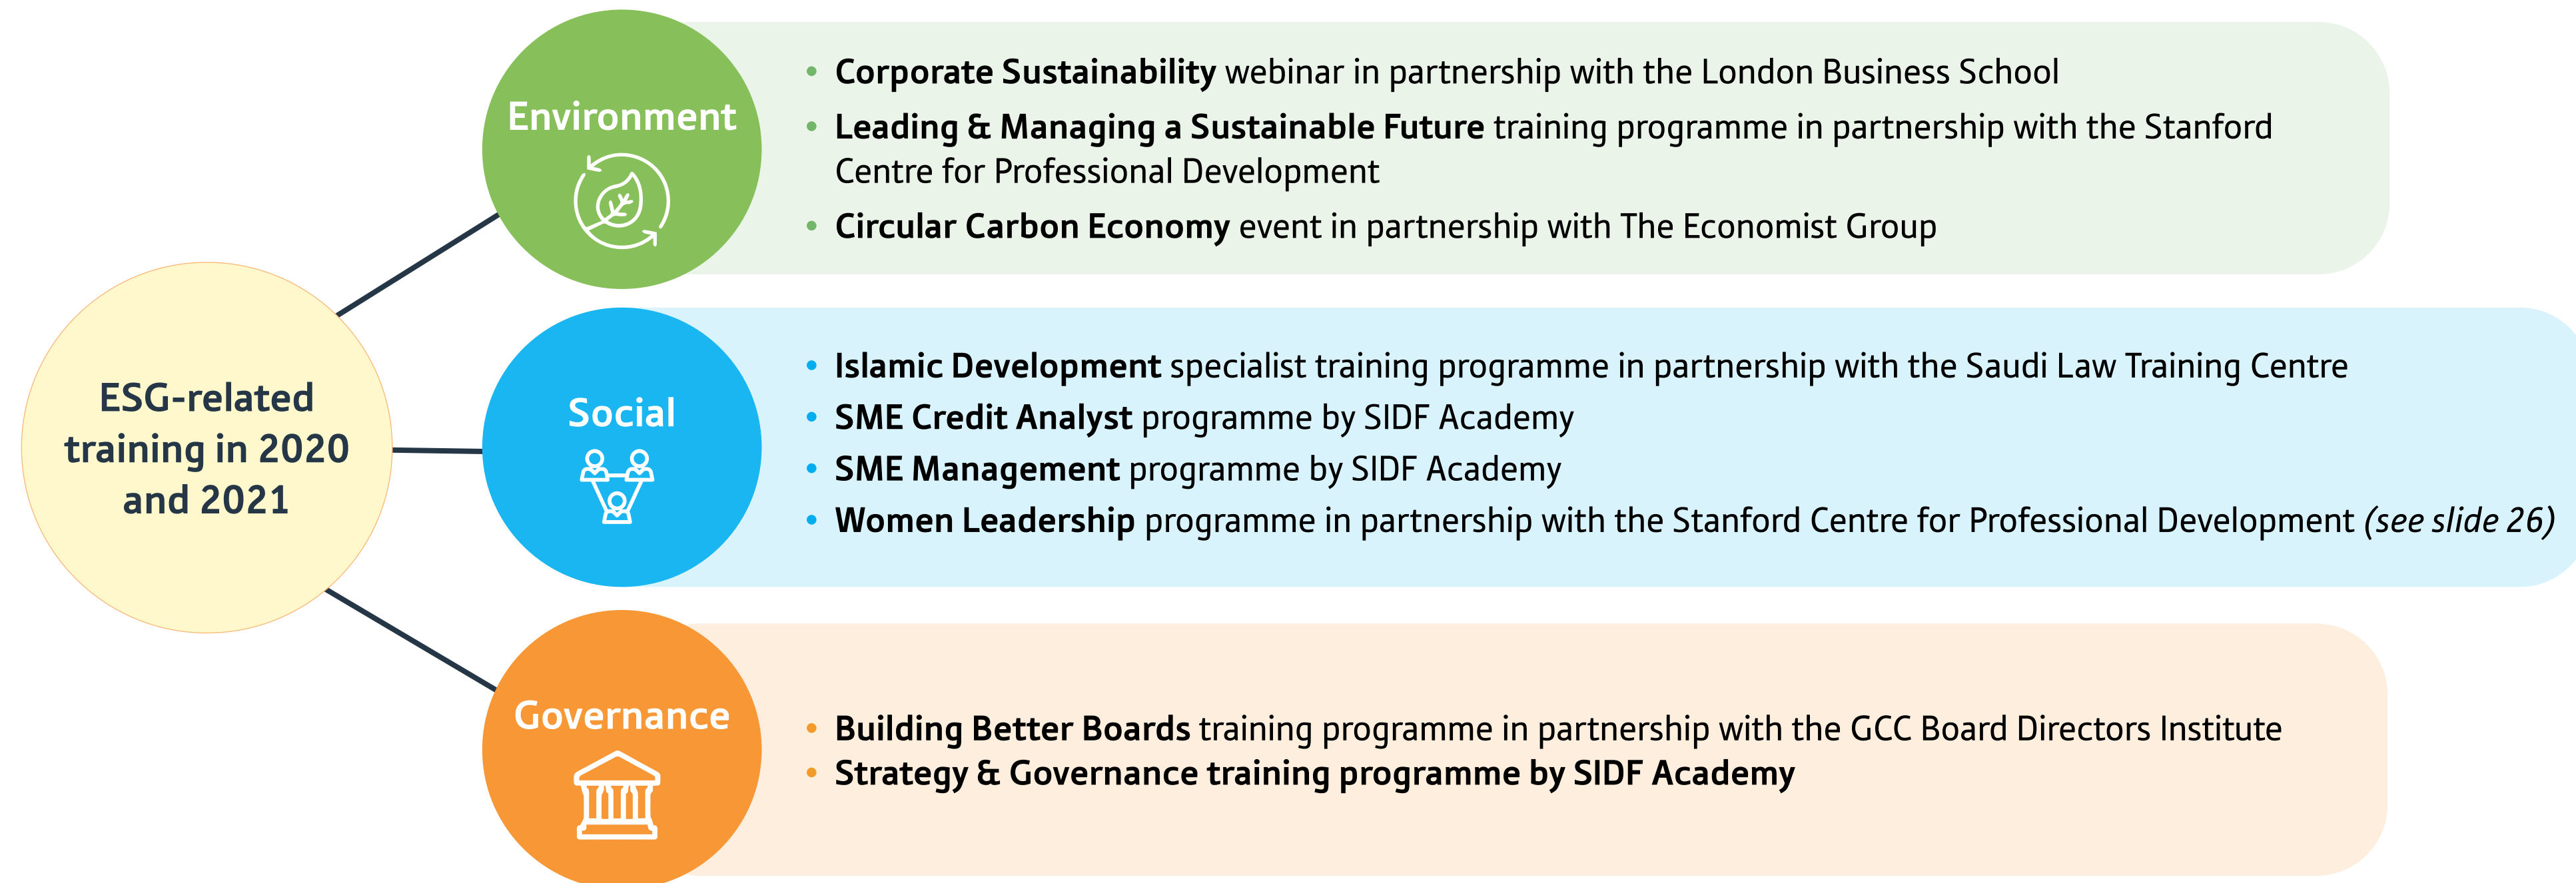 ESG-related
training in 2020
and 2021
Environment
• Corporate Sustainability webinar in partnership with the London Business School
• Leading & Managing a Sustainable Future training programme in partnership with the Stanford
Centre for Professional Development
• Circular Carbon Economy event in partnership with The Economist Group
Social
• Islamic Development specialist training programme in partnership with the Saudi Law Training Centre
• SME Credit Analyst programme by SIDF Academy
• SME Management programme by SIDF Academy
• Women Leadership programme in partnership with the Stanford Centre for Professional Development (see slide 26)
Governance
• Building Better Boards training programme in partnership with the GCC Board Directors Institute
• Strategy & Governance training programme by SIDF Academy